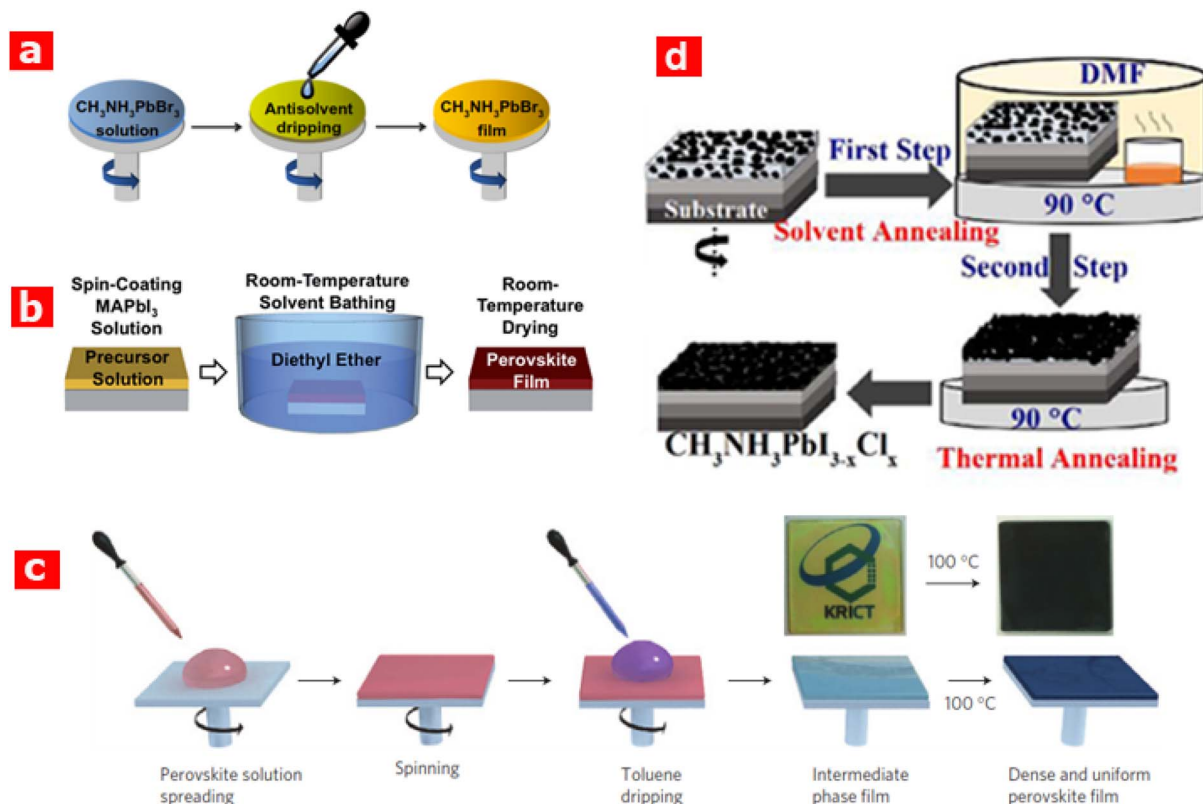 a
CH₃NH₃PbBr₃
solution
Antisolvent
dripping
CH₃NH₃PbBr₃
film
b
Spin-Coating
MAPbI₃
Solution
Precursor
Solution
Room-Temperature
Solvent Bathing
Diethyl Ether
Room-
Temperature
Drying
Perovskite
Film
d
Substrate
First Step
Solvent Annealing
DMF
90 °C
Second Step
90 °C
Thermal Annealing
CH₃NH₃PbI₃₋ₓClₓ
c
KRICT
100 °C
100 °C
Perovskite solution
spreading
Spinning
Toluene
dripping
Intermediate
phase film
Dense and uniform
perovskite film